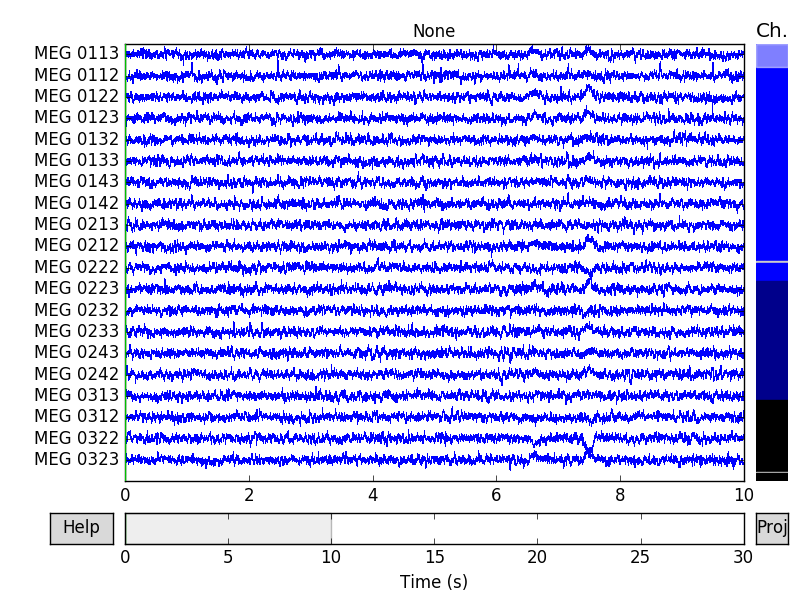 None
Ch.
MEG 0113
MEG 0112
MEG 0122
MEG 0123
MEG 0132
MEG 0133
MEG 0143
MEG 0142
MEG 0213
MEG 0212
MEG 0222
MEG 0223
MEG 0232
MEG 0233
MEG 0243
MEG 0242
MEG 0313
MEG 0312
MEG 0322
MEG 0323
0 2 4 6 8 10
Help
Proj
0 5 10 15 20 25 30
Time (s)